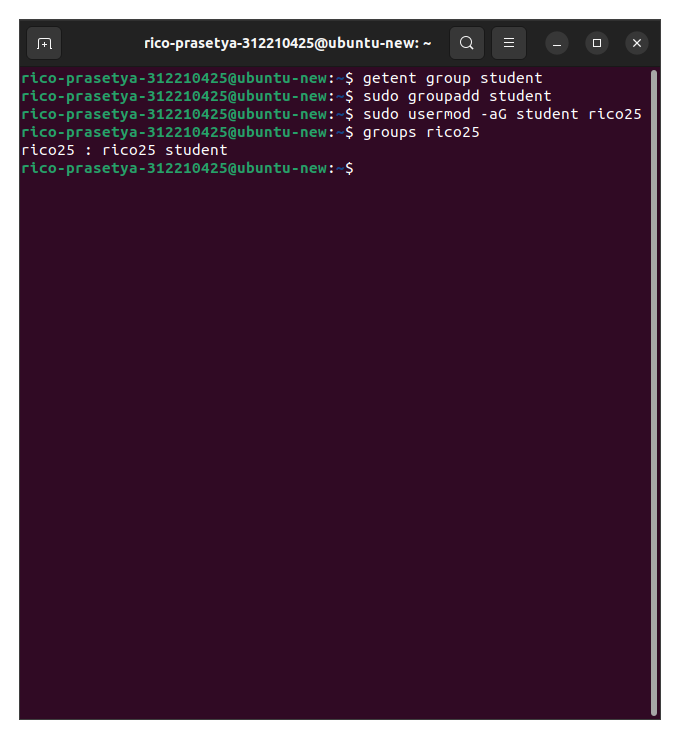 rico-prasetya-312210425@ubuntu-new: ~
rico-prasetya-312210425@ubuntu-new:~$ getent group student
rico-prasetya-312210425@ubuntu-new:~$ sudo groupadd student
rico-prasetya-312210425@ubuntu-new:~$ sudo usermod -aG student rico25
rico-prasetya-312210425@ubuntu-new:~$ groups rico25
rico25 : rico25 student
rico-prasetya-312210425@ubuntu-new:~$